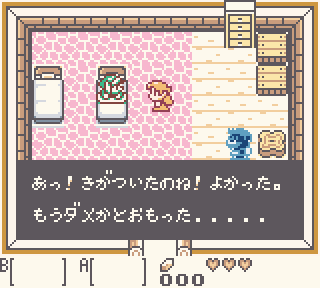 あっ! きがついたのね! よかった。
もうダメかとおもった.....
B[ ] A[ ]
000